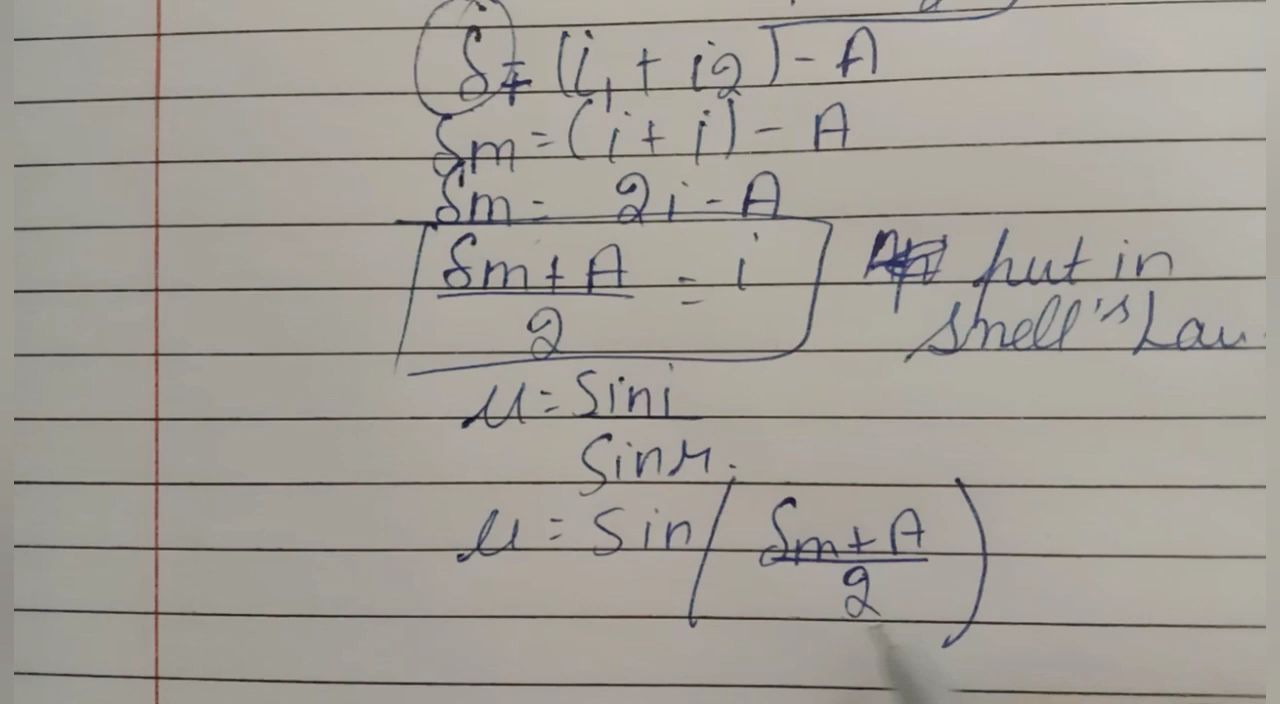 δ = (i₁ + i2) - A
δm = (i + i) - A
δm = 2i - A
δm + A / 2 = i put in
Snell's Law
μ = Sin i
Sin r.
μ = Sin ( δm + A / 2 )